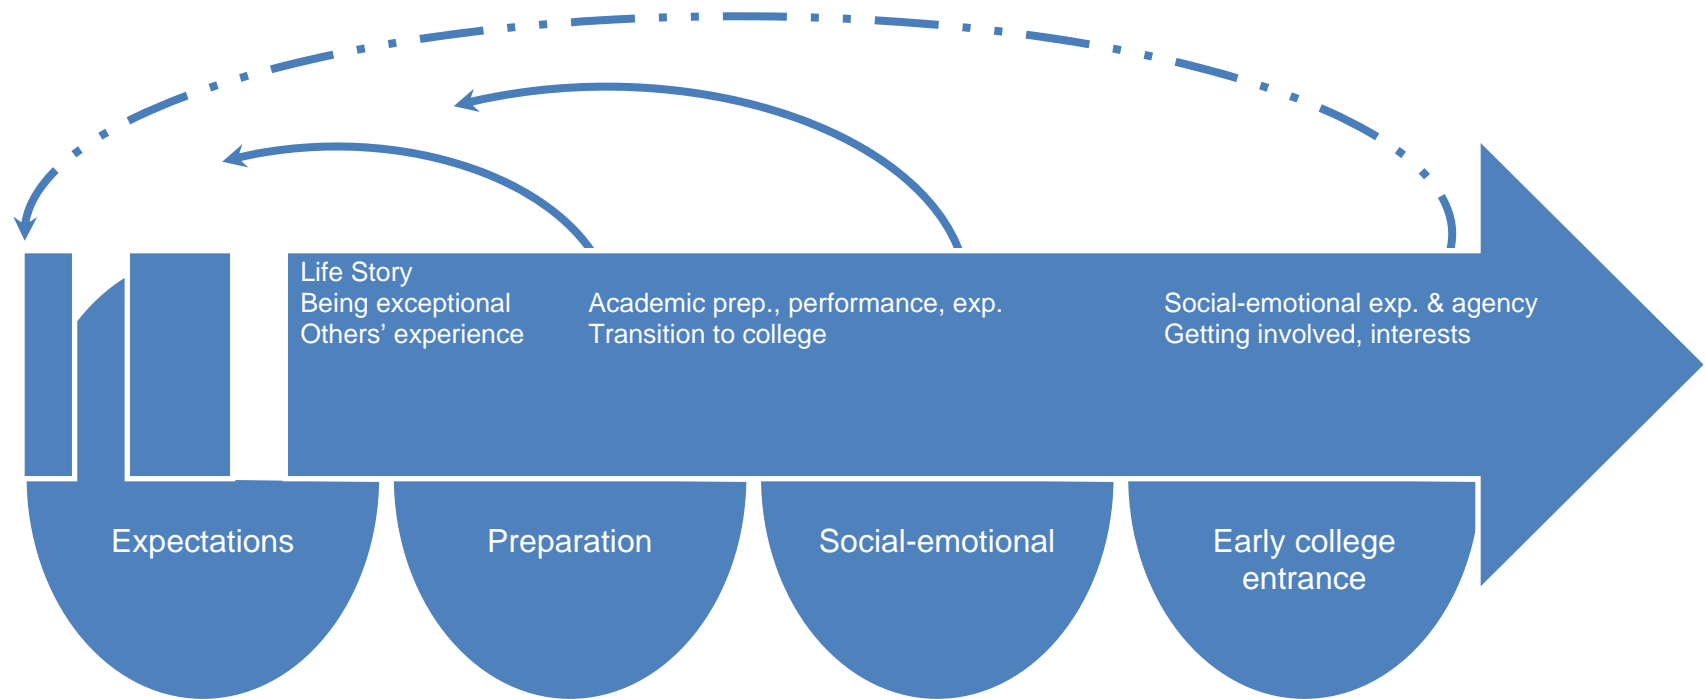 Life Story
Being exceptional
Others’ experience
Academic prep., performance, exp.
Transition to college
Social-emotional exp. & agency
Getting involved, interests
Expectations
Preparation
Social-emotional
Early college
entrance